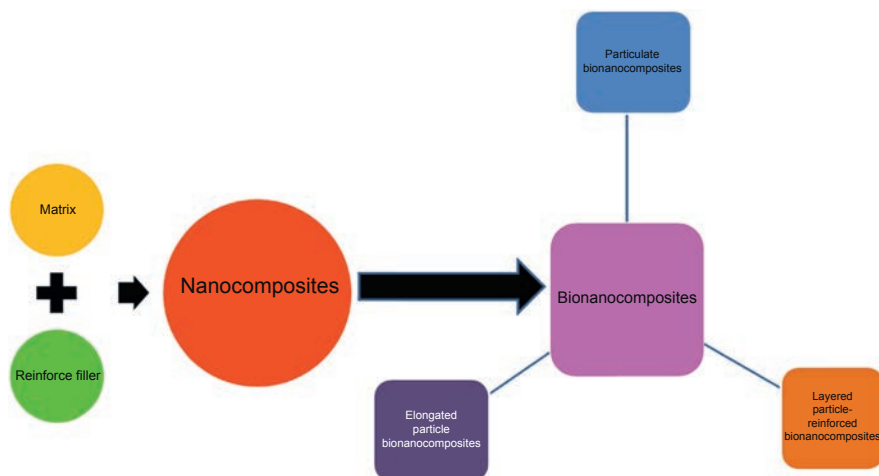 Particulate
bionanocomposites
Matrix
Nanocomposites
Bionanocomposites
Reinforce filler
Elongated
particle
bionanocomposites
Layered
particle-
reinforced
bionanocomposites